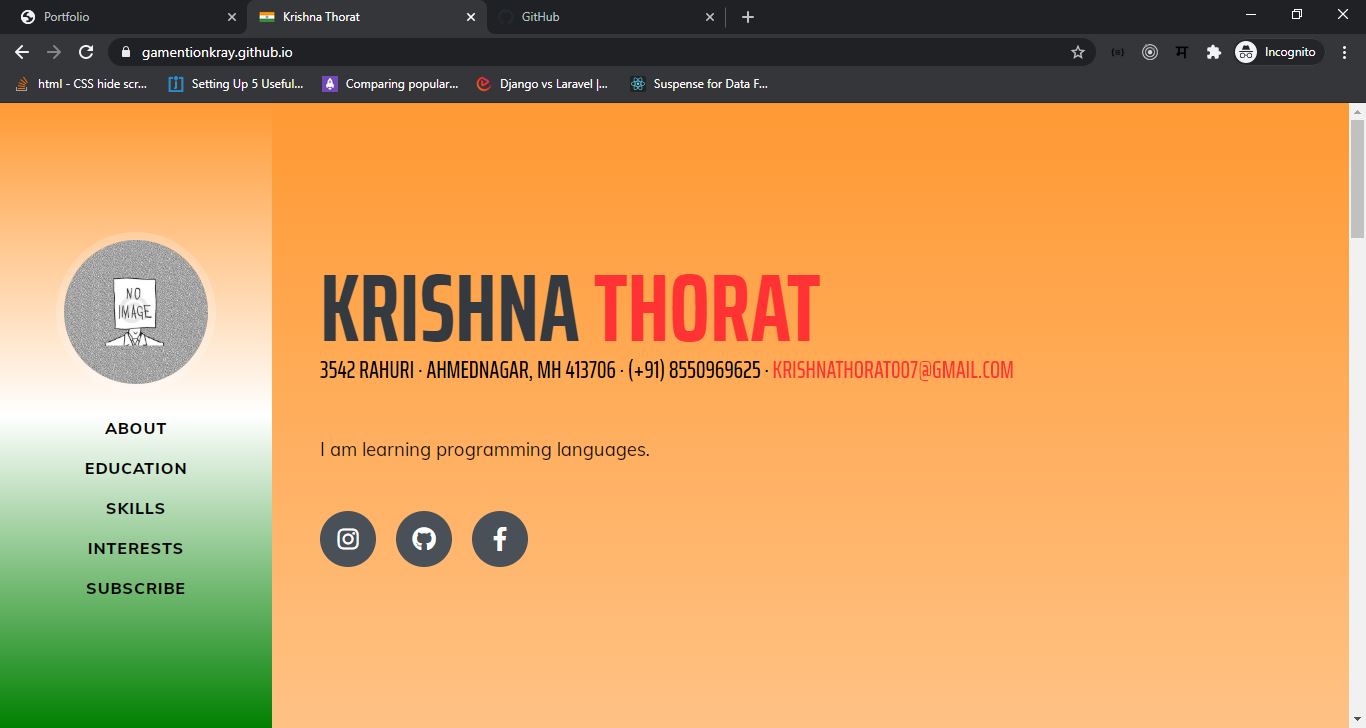 Portfolio
Krishna Thorat
GitHub
gamentionkray.github.io
Incognito
html - CSS hide scr...
Setting Up 5 Useful...
Comparing popular...
Django vs Laravel |...
Suspense for Data F...
NO
IMAGE
ABOUT
EDUCATION
SKILLS
INTERESTS
SUBSCRIBE
KRISHNA THORAT
3542 RAHURI · AHMEDNAGAR, MH 413706 · (+91) 8550969625 · KRISHNATHORAT007@GMAIL.COM
I am learning programming languages.